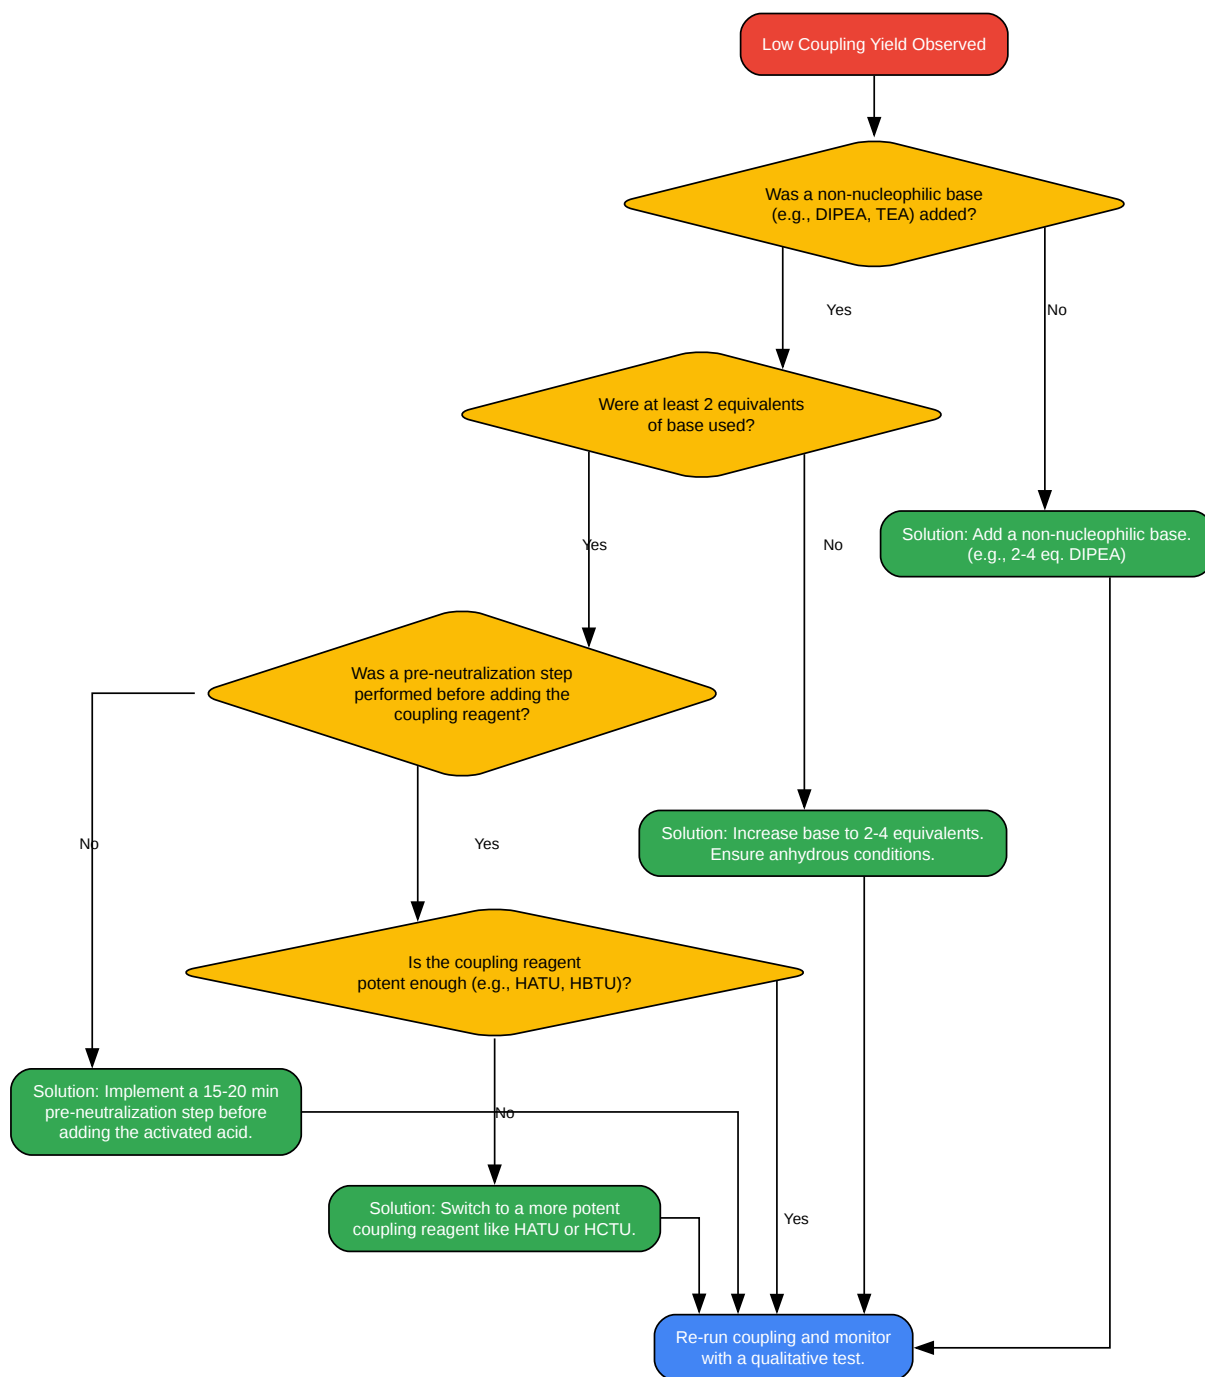 Low Coupling Yield Observed
Was a non-nucleophilic base
(e.g., DIPEA, TEA) added?
Yes
No
Were at least 2 equivalents
of base used?
Yes
No
Solution: Add a non-nucleophilic base.
(e.g., 2-4 eq. DIPEA)
Was a pre-neutralization step
performed before adding the
coupling reagent?
No
Yes
Solution: Increase base to 2-4 equivalents.
Ensure anhydrous conditions.
Is the coupling reagent
potent enough (e.g., HATU, HBTU)?
Solution: Implement a 15-20 min
pre-neutralization step before
adding the activated acid.
No
Yes
Solution: Switch to a more potent
coupling reagent like HATU or HCTU.
Re-run coupling and monitor
with a qualitative test.